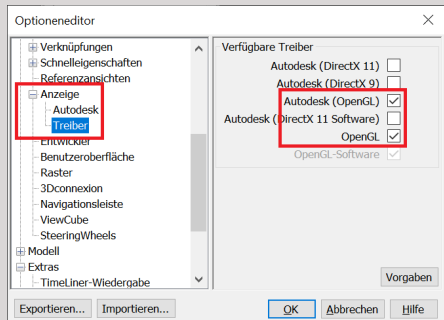 Optioneneditor
Verknüpfungen
Schnelleigenschaften
Referenzansichten
Anzeige
Autodesk
Treiber
Entwickler
Benutzeroberfläche
Raster
3Dconnexion
Navigationsleiste
ViewCube
SteeringWheels
Modell
Extras
TimeLiner-Wiedergabe
Verfügbare Treiber
Autodesk (DirectX 11)
Autodesk (DirectX 9)
Autodesk (OpenGL)
Autodesk (DirectX 11 Software)
OpenGL
OpenGL-Software
Vorgaben
Exportieren... Importieren... OK Abbrechen Hilfe